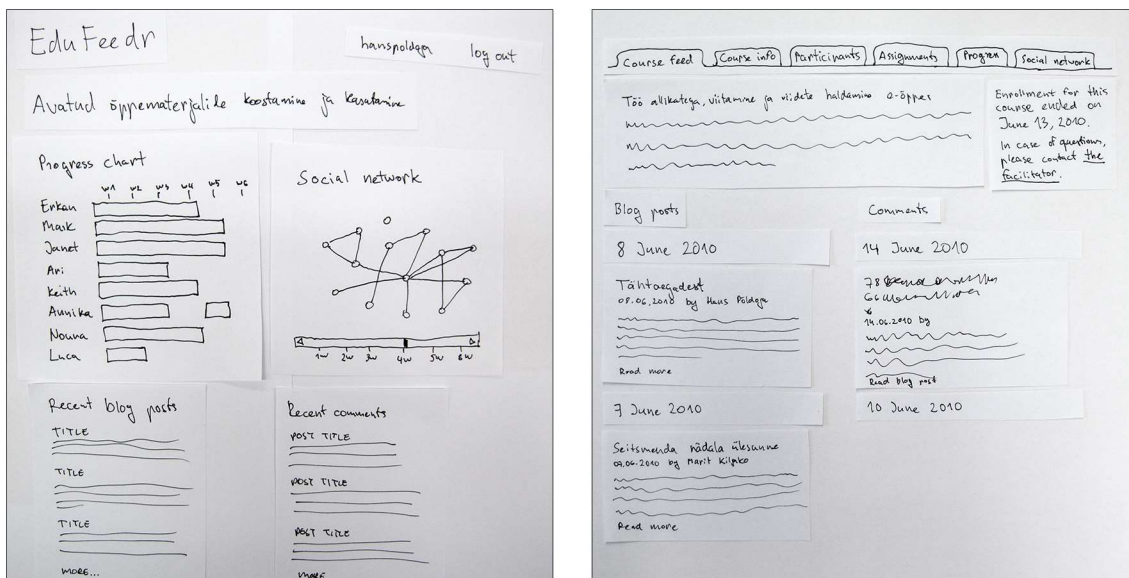 EduFeedr
hanspoldoja log out
Avatud õppematerjalide koostamine ja kasutamine
Progress chart
w1 w2 w3 w4 w5 w6
Erkan
Mark
Janet
Ari
Keith
Annika
Nouna
Luca
Social network
1w 2w 3w 4w 5w 6w
Recent blog posts
TITLE
TITLE
TITLE
MORE...
Recent comments
POST TITLE
POST TITLE
POST TITLE
MORE
Course feed Course info Participants Assignments Progress Social network
Töö allikatega, viitamine ja viidete haldamine e-õppes
Enrollment for this
course ended on
June 13, 2010.
In case of questions,
please contact the
facilitator.
Blog posts
8 June 2010
Tähtaegadest
08.06.2010 by Hans Põldoja
Read more
7 June 2010
Seitsmenda nädala ülesanne
07.06.2010 by Marit
Read more
Comments
14 June 2010
14.06.2010 by
Read blog post
10 June 2010